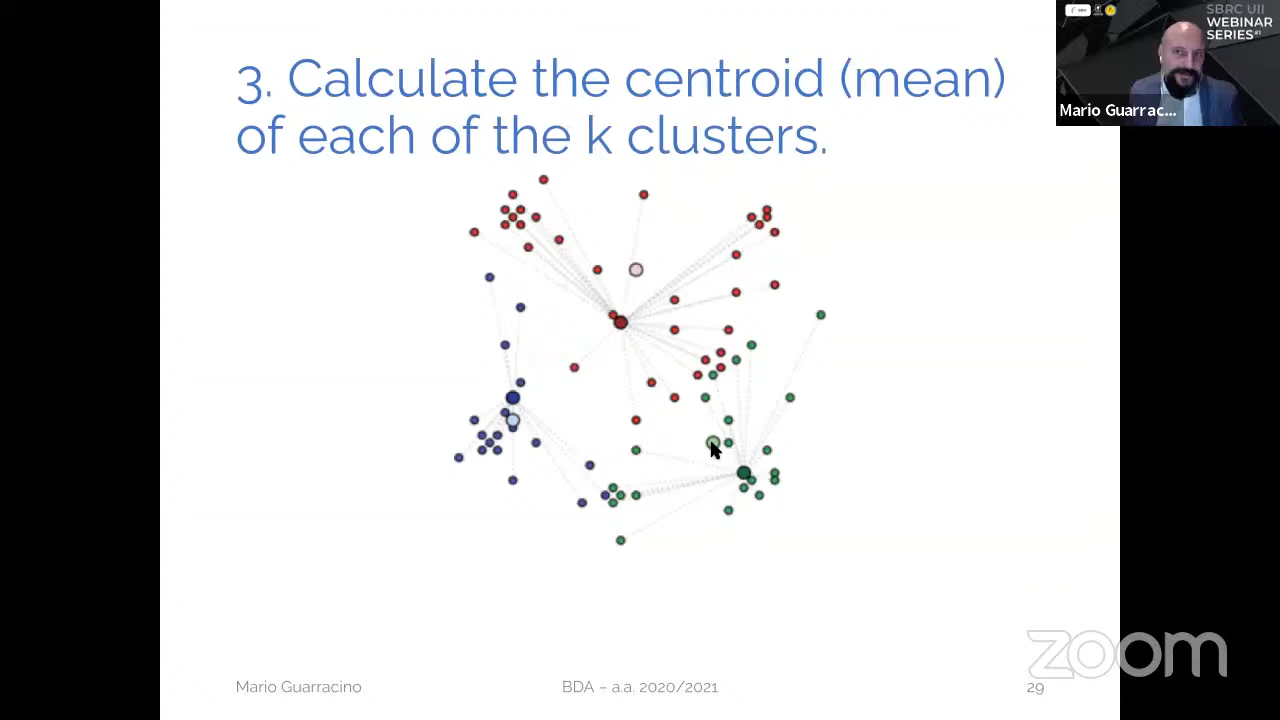 3. Calculate the centroid (mean)
of each of the k clusters.
SBRC UII
WEBINAR
SERIES#1
Mario Guarrac...
Mario Guarracino
BDA – a.a. 2020/2021
29
zoom